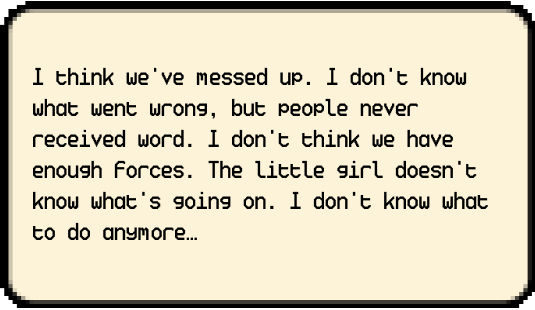 I think we've messed up. I don't know
what went wrong, but people never
received word. I don't think we have
enough forces. The little girl doesn't
know what's going on. I don't know what
to do anymore…